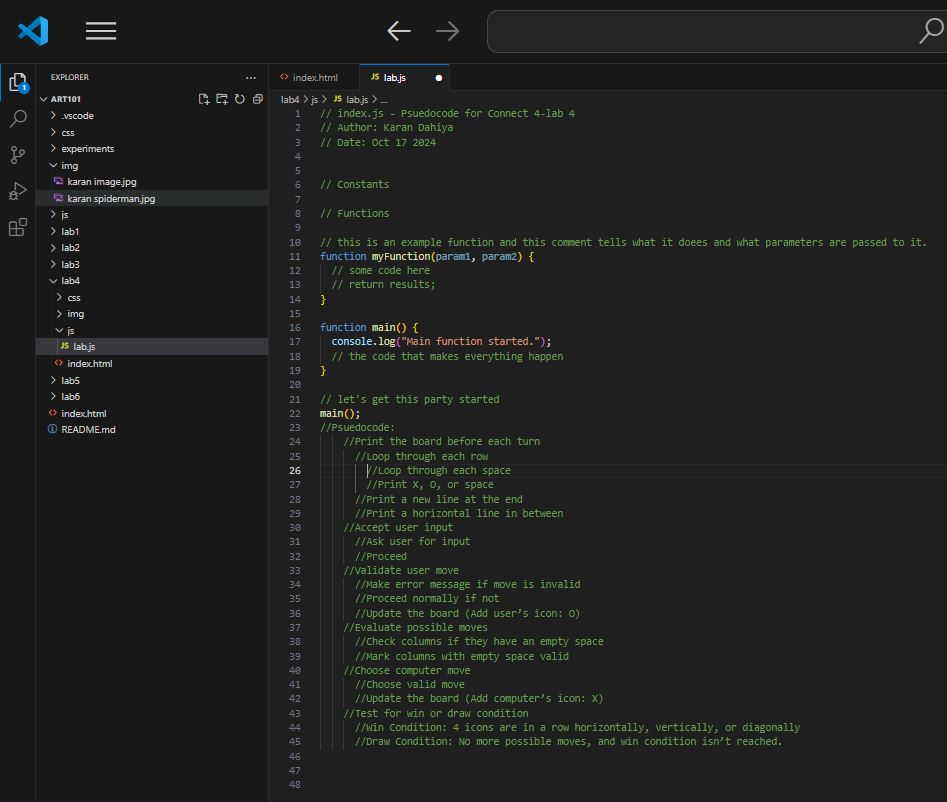 EXPLORER
...
ART101
.vscode
css
experiments
img
karan image.jpg
karan spiderman.jpg
js
lab1
lab2
lab3
lab4
css
img
js
JS lab.js
index.html
lab5
lab6
index.html
README.md
1
index.html
JS lab.js
lab4 > js > JS lab.js > ...
1 // index.js - Psuedocode for Connect 4-lab 4
2 // Author: Karan Dahiya
3 // Date: Oct 17 2024
4
5
6 // Constants
7
8 // Functions
9
10 // this is an example function and this comment tells what it doees and what parameters are passed to it.
11 function myFunction(param1, param2) {
12 // some code here
13 // return results;
14 }
15
16 function main() {
17 console.log("Main function started.");
18 // the code that makes everything happen
19 }
20
21 // let's get this party started
22 main();
23 //Psuedocode:
24 //Print the board before each turn
25 //Loop through each row
26 //Loop through each space
27 //Print X, O, or space
28 //Print a new line at the end
29 //Print a horizontal line in between
30 //Accept user input
31 //Ask user for input
32 //Proceed
33 //Validate user move
34 //Make error message if move is invalid
35 //Proceed normally if not
36 //Update the board (Add user’s icon: O)
37 //Evaluate possible moves
38 //Check columns if they have an empty space
39 //Mark columns with empty space valid
40 //Choose computer move
41 //Choose valid move
42 //Update the board (Add computer’s icon: X)
43 //Test for win or draw condition
44 //Win Condition: 4 icons are in a row horizontally, vertically, or diagonally
45 //Draw Condition: No more possible moves, and win condition isn’t reached.
46
47
48